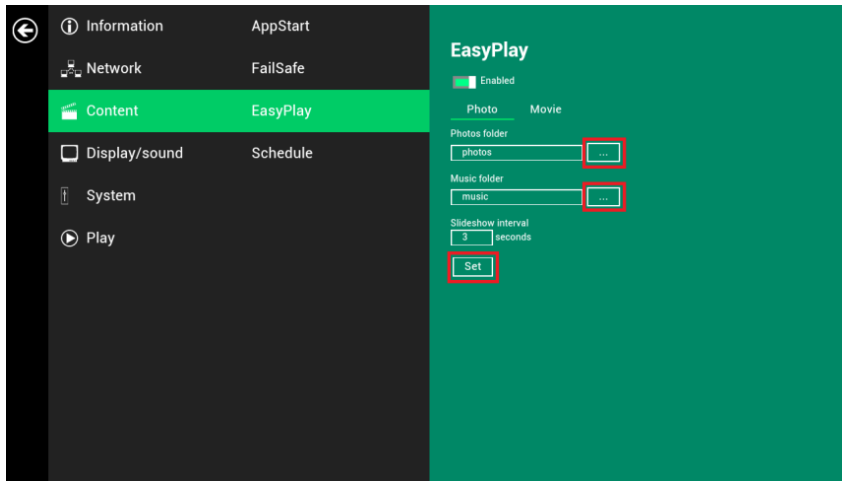 Information
Network
Content
Display/sound
System
Play
AppStart
FailSafe
EasyPlay
Schedule
EasyPlay
Enabled
Photo Movie
Photos folder
photos ...
Music folder
music ...
Slideshow interval
3 seconds
Set